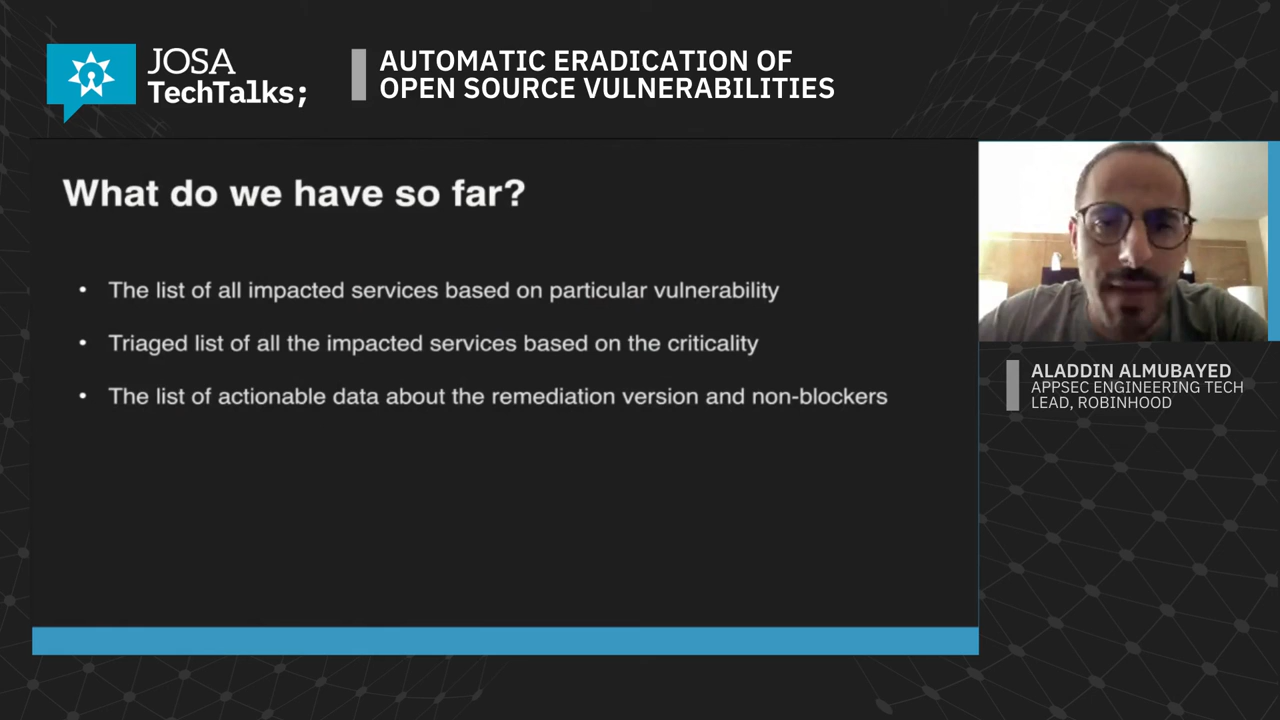 JOSA
TechTalks;
AUTOMATIC ERADICATION OF
OPEN SOURCE VULNERABILITIES
What do we have so far?
• The list of all impacted services based on particular vulnerability
• Triaged list of all the impacted services based on the criticality
• The list of actionable data about the remediation version and non-blockers
ALADDIN ALMUBAYED
APPSEC ENGINEERING TECH
LEAD, ROBINHOOD